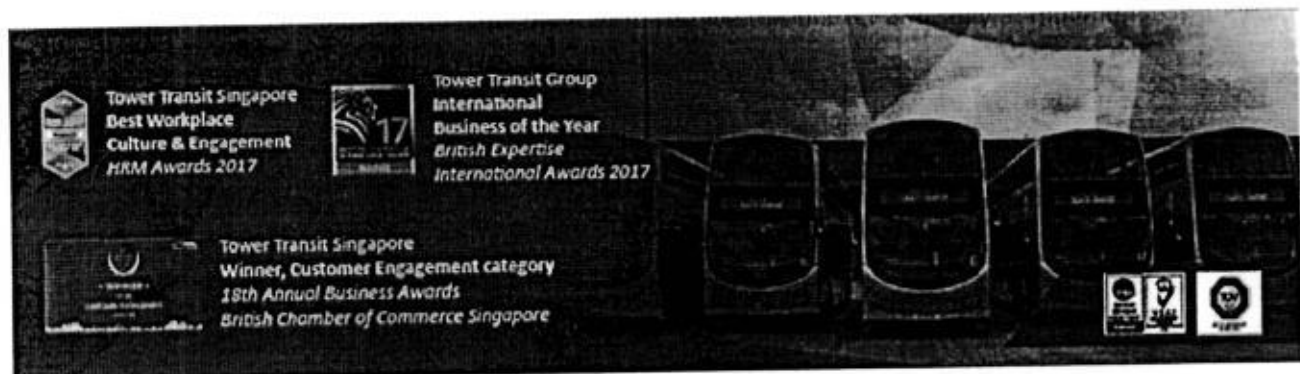 Tower Transit Singapore
Best Workplace
Culture & Engagement
HRM Awards 2017
17
Tower Transit Group
International
Business of the Year
British Expertise
International Awards 2017
Tower Transit Singapore
Winner, Customer Engagement category
18th Annual Business Awards
British Chamber of Commerce Singapore
TÜV